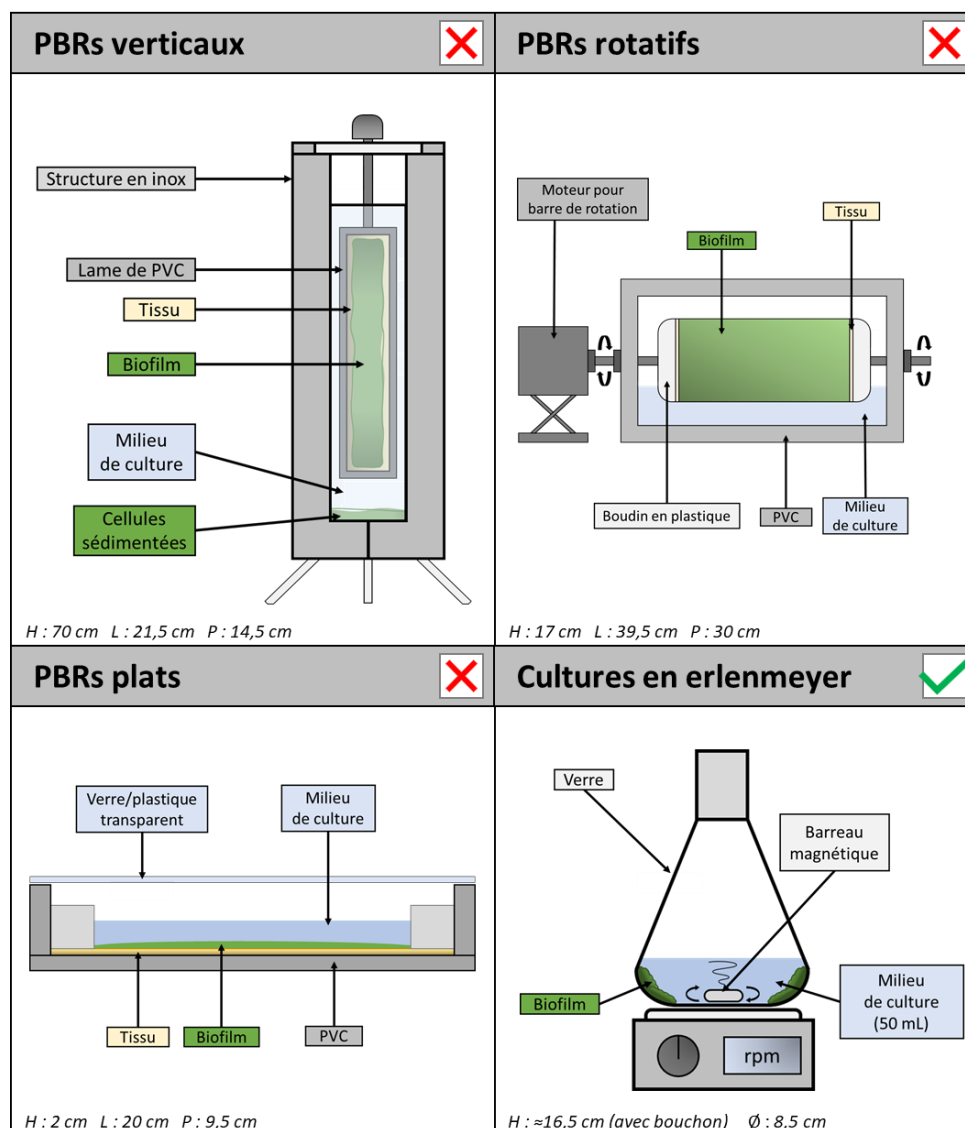 PBRs verticaux
Structure en inox
Lame de PVC
Tissu
Biofilm
Milieu
de culture
Cellules
sédimentées
H : 70 cm L : 21,5 cm P : 14,5 cm
PBRs rotatifs
Moteur pour
barre de rotation
Tissu
Biofilm
Boudin en plastique
PVC
Milieu
de culture
H : 17 cm L : 39,5 cm P : 30 cm
PBRs plats
Verre/plastique
transparent
Milieu
de culture
Tissu
Biofilm
PVC
H : 2 cm L : 20 cm P : 9,5 cm
Cultures en erlenmeyer
Verre
Barreau
magnétique
Biofilm
Milieu
de culture
(50 mL)
rpm
H : ≈16,5 cm (avec bouchon) Ø : 8,5 cm